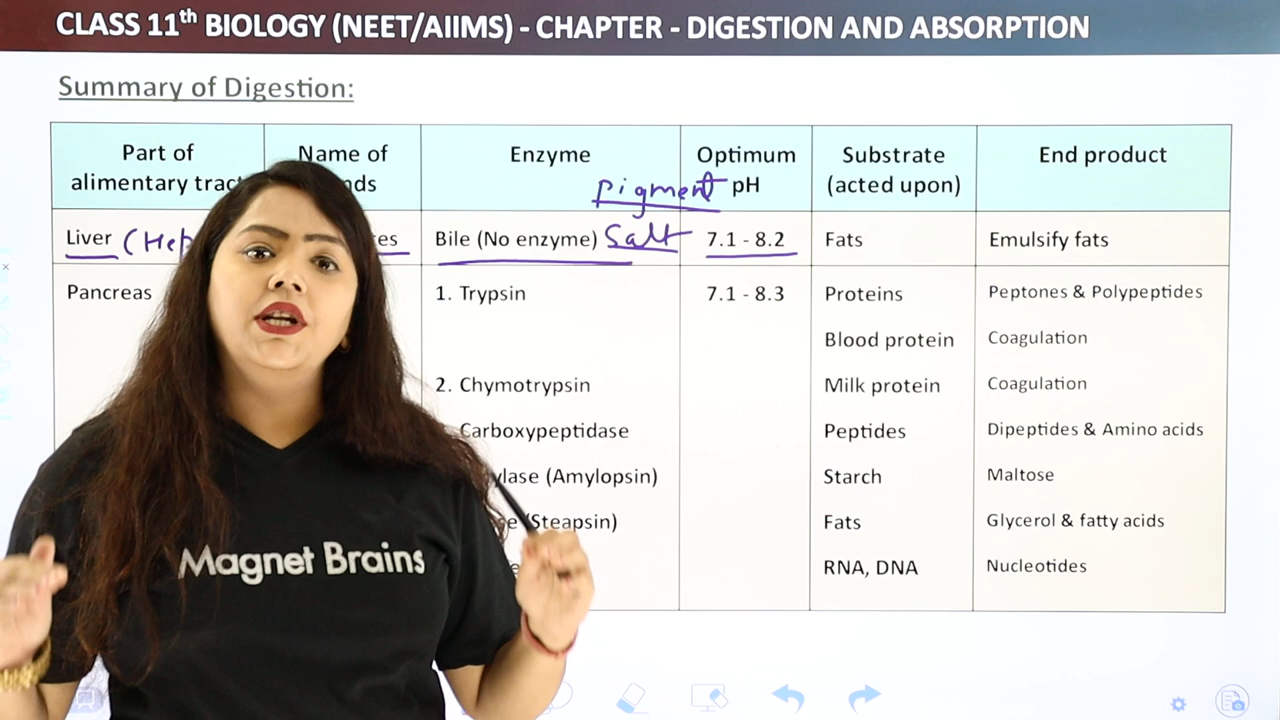 CLASS 11th BIOLOGY (NEET/AIIMS) - CHAPTER - DIGESTION AND ABSORPTION
Summary of Digestion:
Part of alimentary Name of Enzyme Optimum pH Substrate (acted upon) End product
pigment
Liver Bile (No enzyme) Salt 7.1 - 8.2 Fats Emulsify fats
Pancreas 1. Trypsin 7.1 - 8.3 Proteins Peptones & Polypeptides
Blood protein Coagulation
2. Chymotrypsin Milk protein Coagulation
Carboxypeptidase Peptides Dipeptides & Amino acids
(Amylopsin) Starch Maltose
(Steapsin) Fats Glycerol & fatty acids
RNA, DNA Nucleotides
Magnet Brains